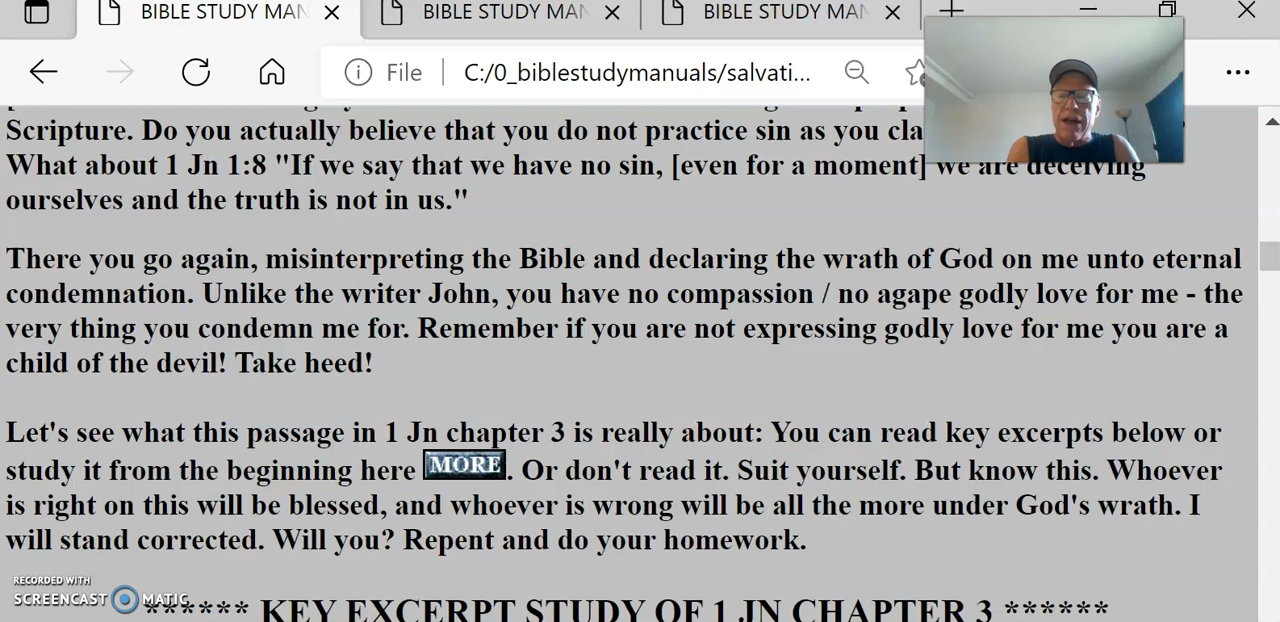 BIBLE STUDY MAN BIBLE STUDY MAN BIBLE STUDY MAN
File C:/0_biblestudymanuals/salvati...
Scripture. Do you actually believe that you do not practice sin as you cla
What about 1 Jn 1:8 "If we say that we have no sin, [even for a moment] we are deceiving
ourselves and the truth is not in us."
There you go again, misinterpreting the Bible and declaring the wrath of God on me unto eternal
condemnation. Unlike the writer John, you have no compassion / no agape godly love for me - the
very thing you condemn me for. Remember if you are not expressing godly love for me you are a
child of the devil! Take heed!
Let's see what this passage in 1 Jn chapter 3 is really about: You can read key excerpts below or
study it from the beginning here MORE. Or don't read it. Suit yourself. But know this. Whoever
is right on this will be blessed, and whoever is wrong will be all the more under God's wrath. I
will stand corrected. Will you? Repent and do your homework.
RECORDED WITH
SCREENCAST MATIC
****** KEY EXCERPT STUDY OF 1 JN CHAPTER 3 ******